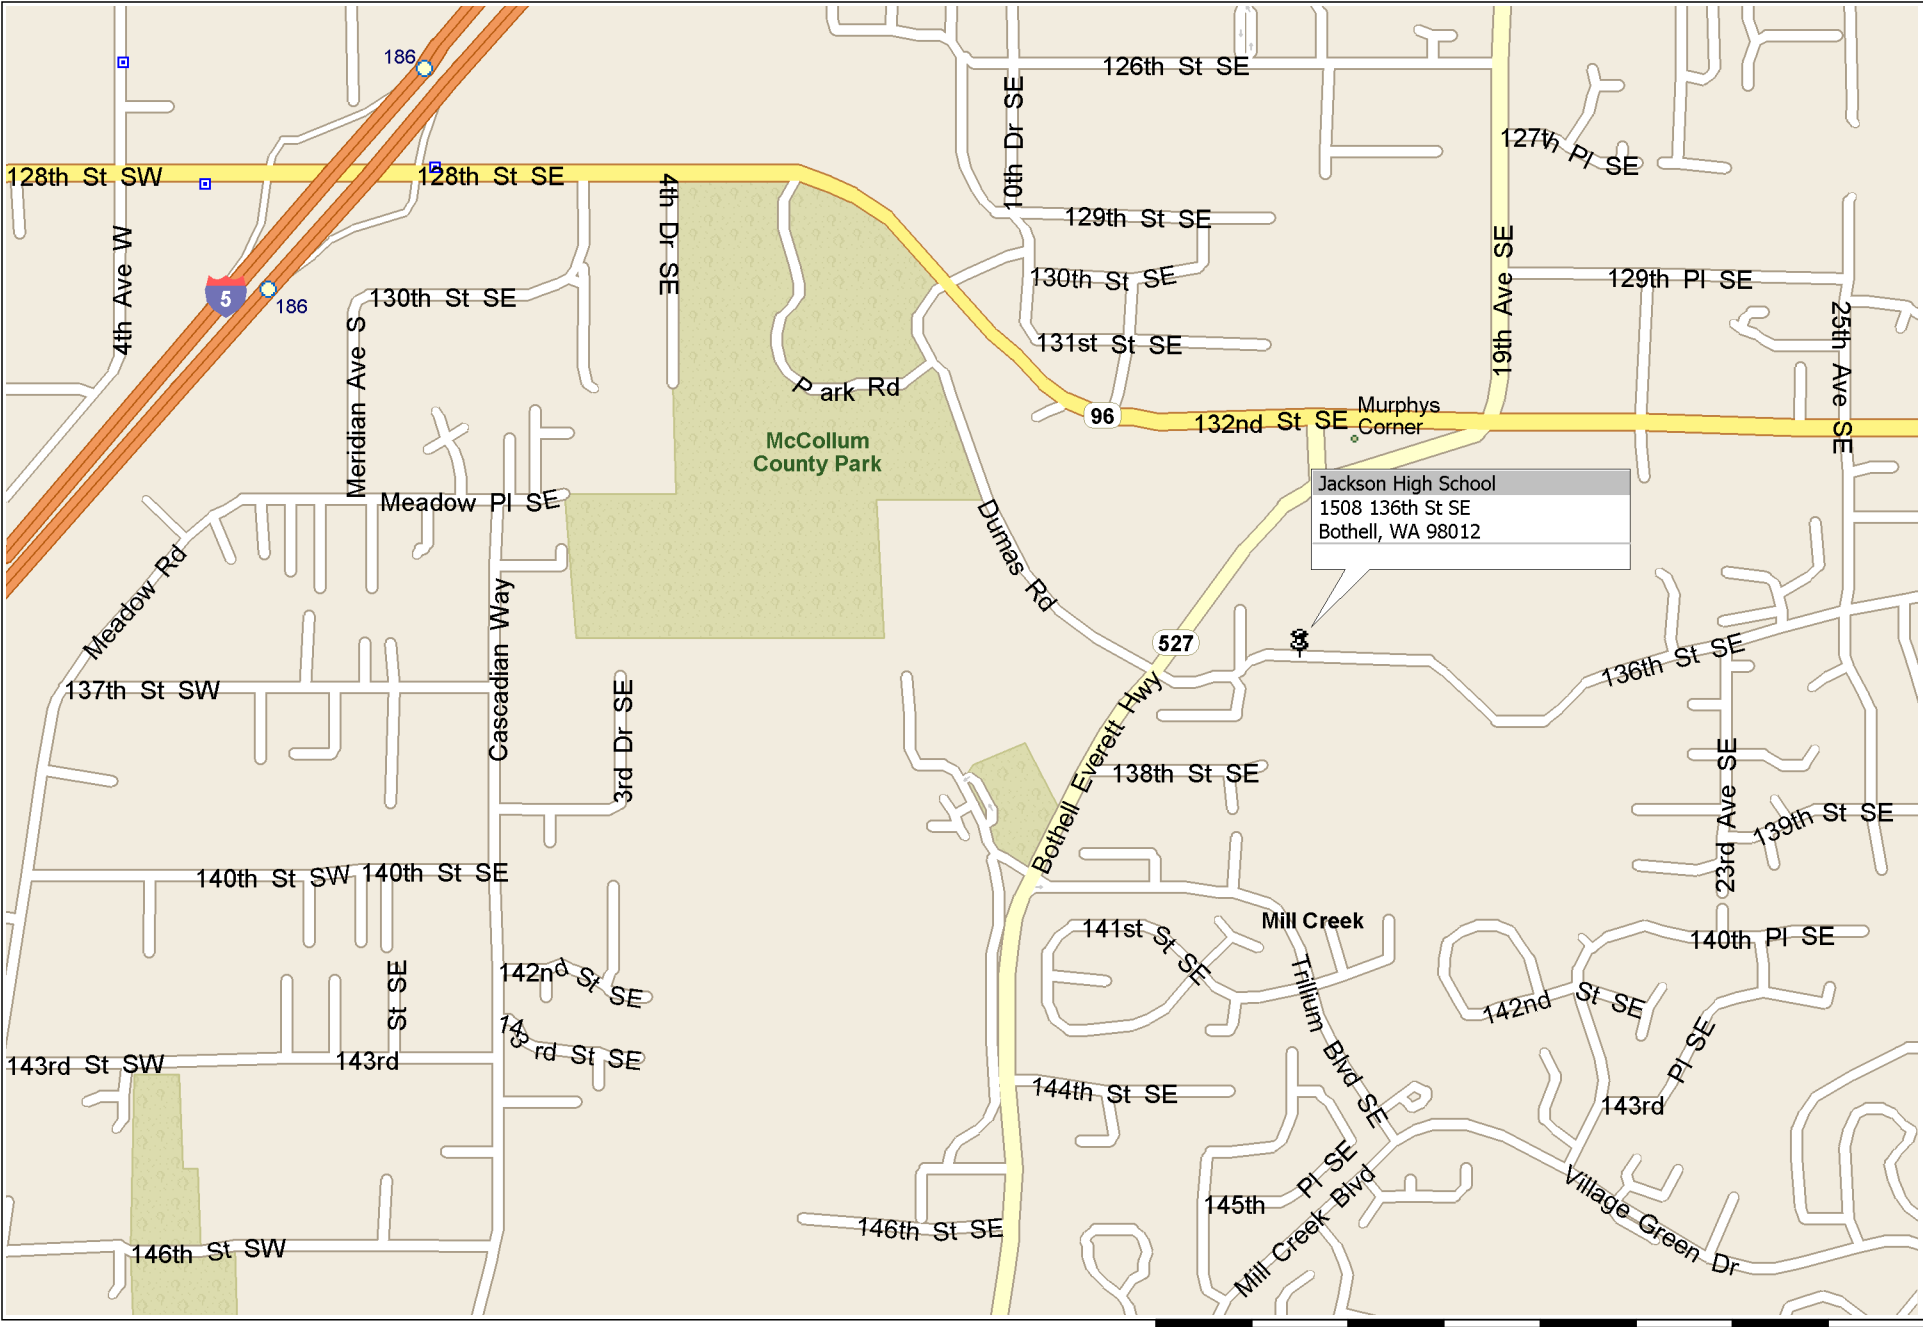 186
126th St SE
10th Dr SE
127th Pl SE
128th St SW
128th St SE
4th Dr SE
129th St SE
4th Ave W
5
186
130th St SE
130th St SE
19th Ave SE
129th Pl SE
25th Ave SE
Meridian Ave S
131st St SE
Park Rd
96
132nd St SE
Murphys
Corner
McCollum
County Park
Jackson High School
1508 136th St SE
Bothell, WA 98012
Meadow Pl SE
Dumas Rd
Meadow Rd
Cascadian Way
527
136th St SE
137th St SW
3rd Dr SE
Bothell Everett Hwy
138th St SE
23rd Ave SE
139th St SE
140th St SW
140th St SE
Mill Creek
141st St SE
140th Pl SE
142nd St SE
St SE
Trillium Blvd SE
142nd St SE
143rd St SE
Pl SE
143rd St SW
143rd
144th St SE
143rd
Pl SE
145th
Mill Creek Blvd
Village Green Dr
146th St SE
146th St SW